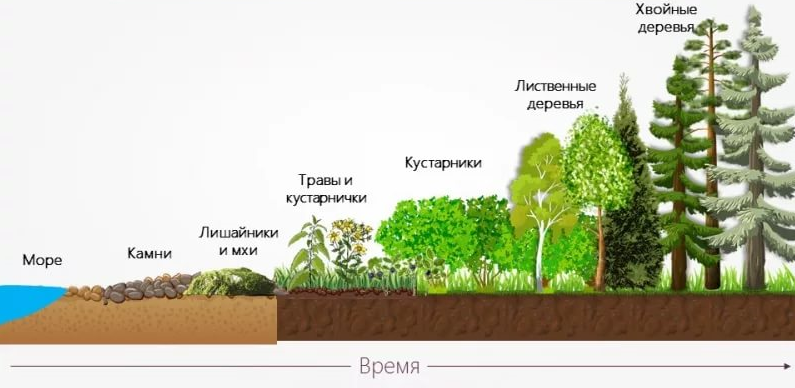 Море
Камни
Лишайники
и мхи
Травы и
кустарнички
Кустарники
Лиственные
деревья
Хвойные
деревья
Время